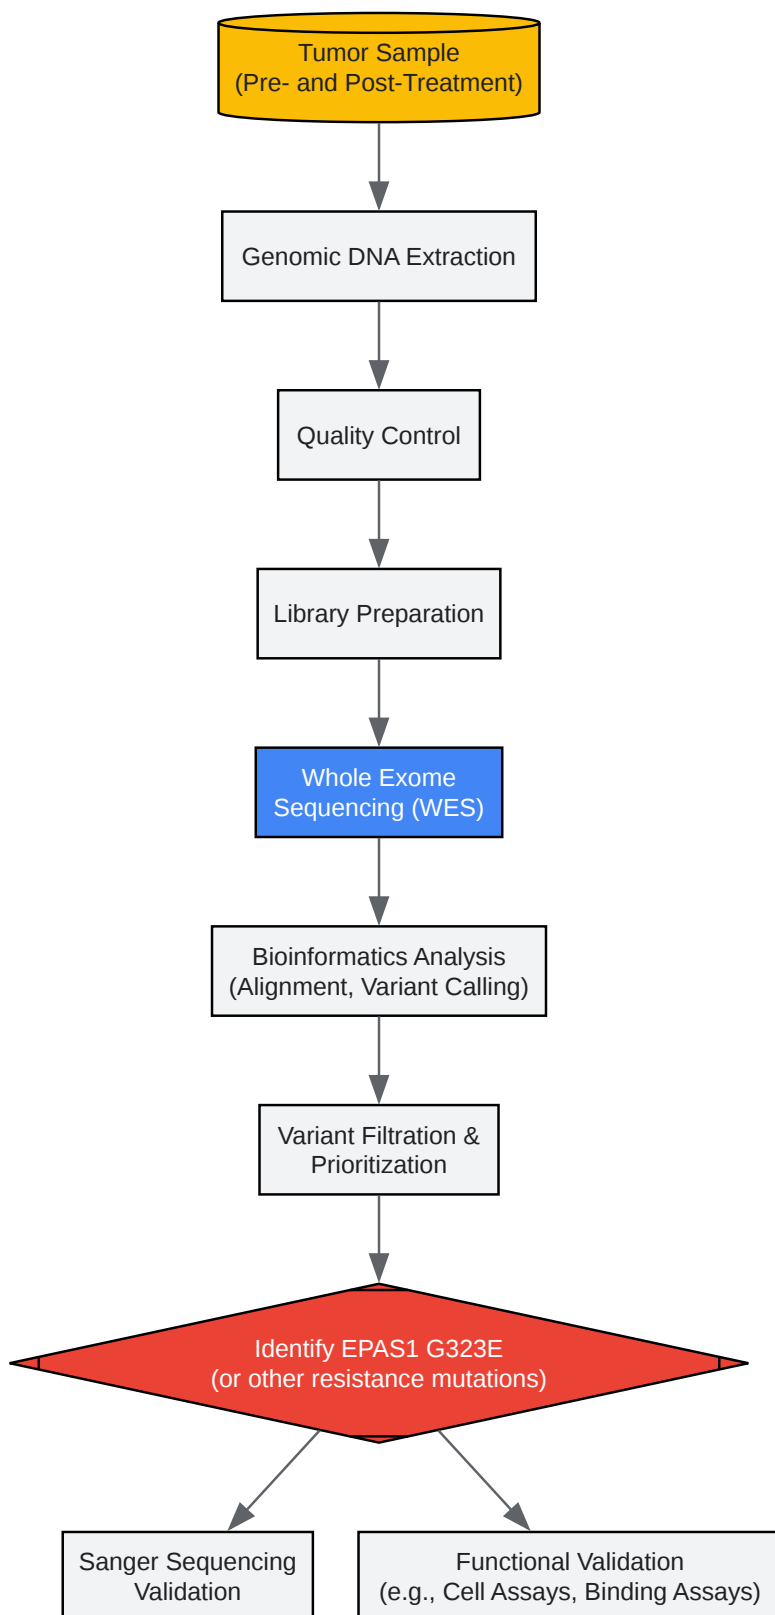 Tumor Sample
(Pre- and Post-Treatment)
Genomic DNA Extraction
Quality Control
Library Preparation
Whole Exome
Sequencing (WES)
Bioinformatics Analysis
(Alignment, Variant Calling)
Variant Filtration &
Prioritization
Identify EPAS1 G323E
(or other resistance mutations)
Sanger Sequencing
Validation
Functional Validation
(e.g., Cell Assays, Binding Assays)